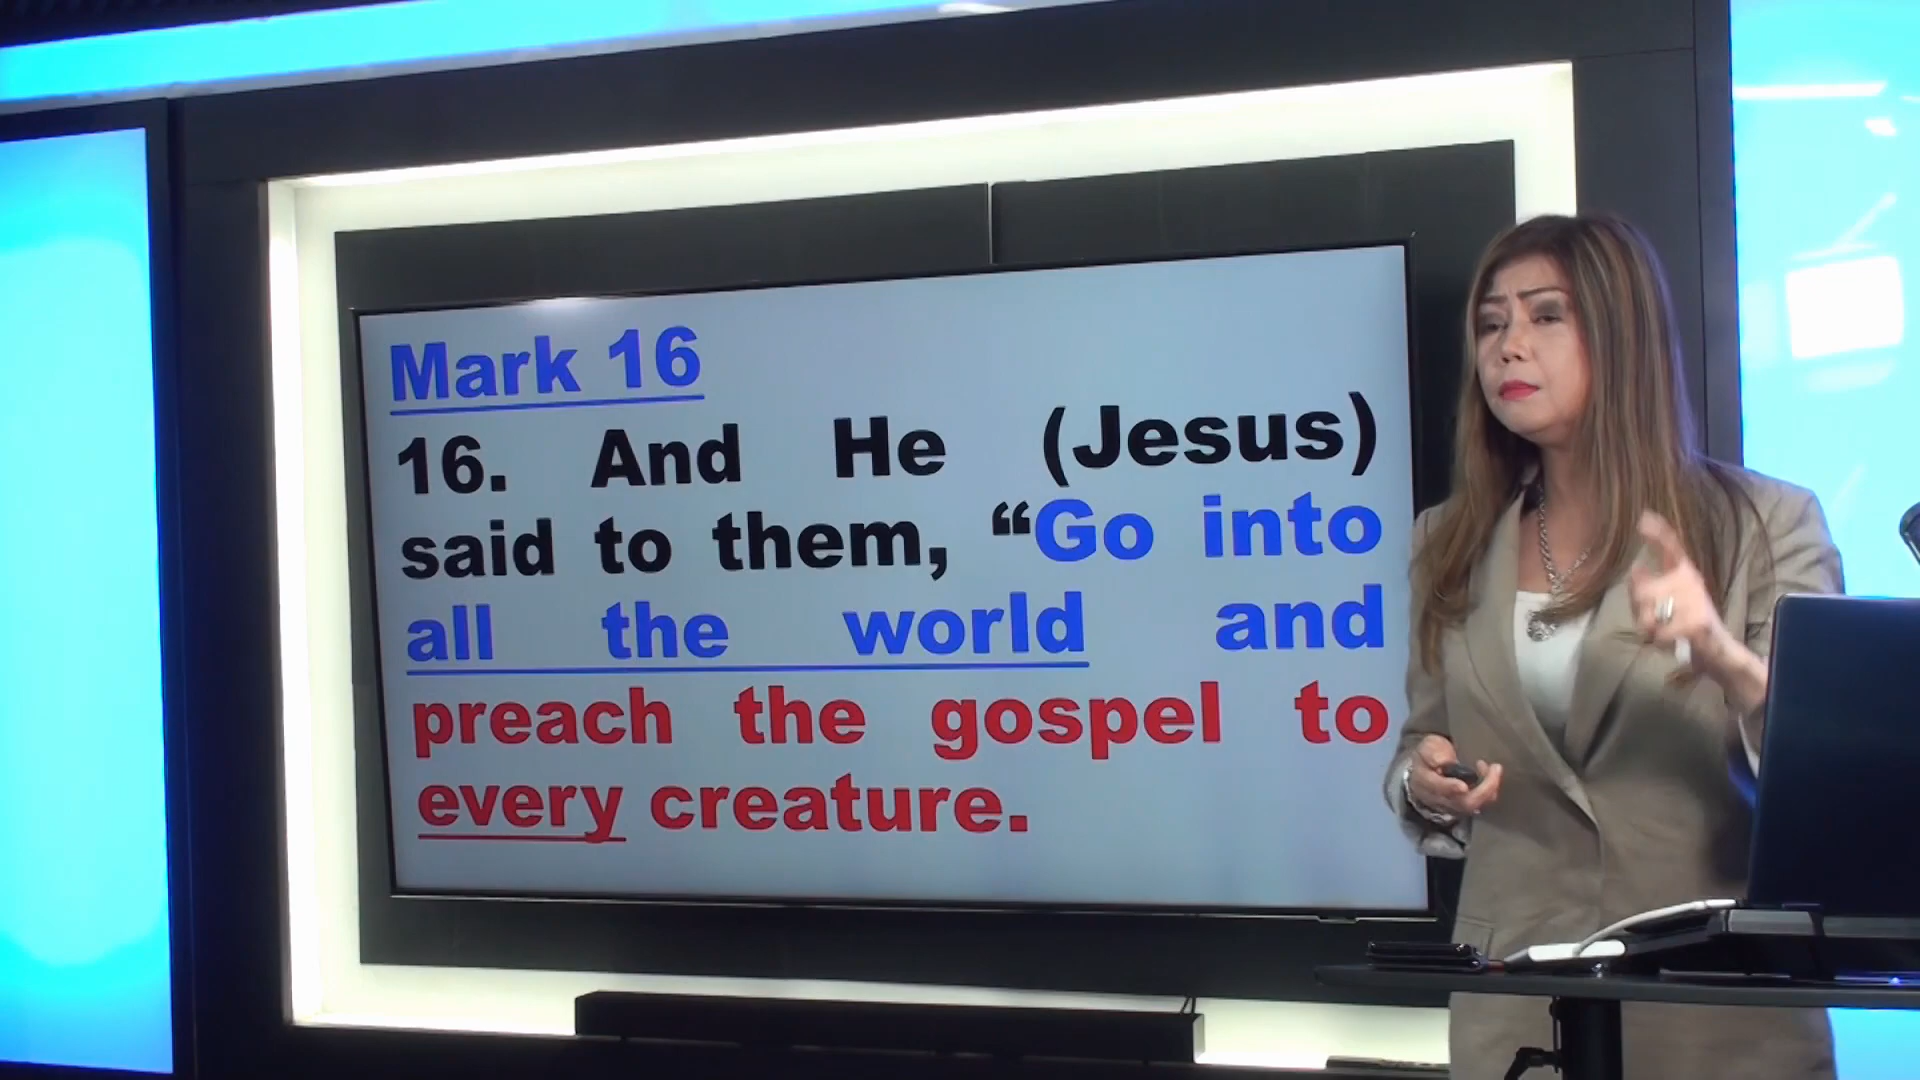 Mark 16
16. And He (Jesus)
said to them, “Go into
all the world and
preach the gospel to
every creature.